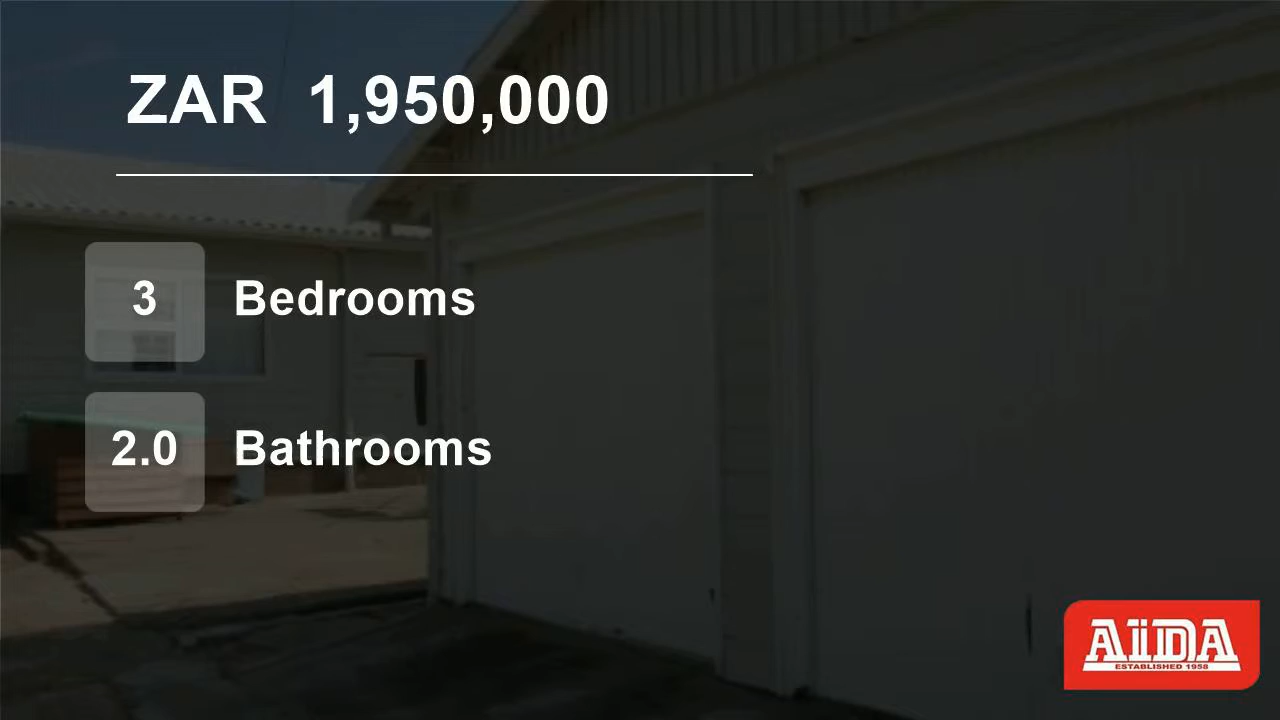 ZAR 1,950,000
3 Bedrooms
2.0 Bathrooms
AIDA
ESTABLISHED 1958